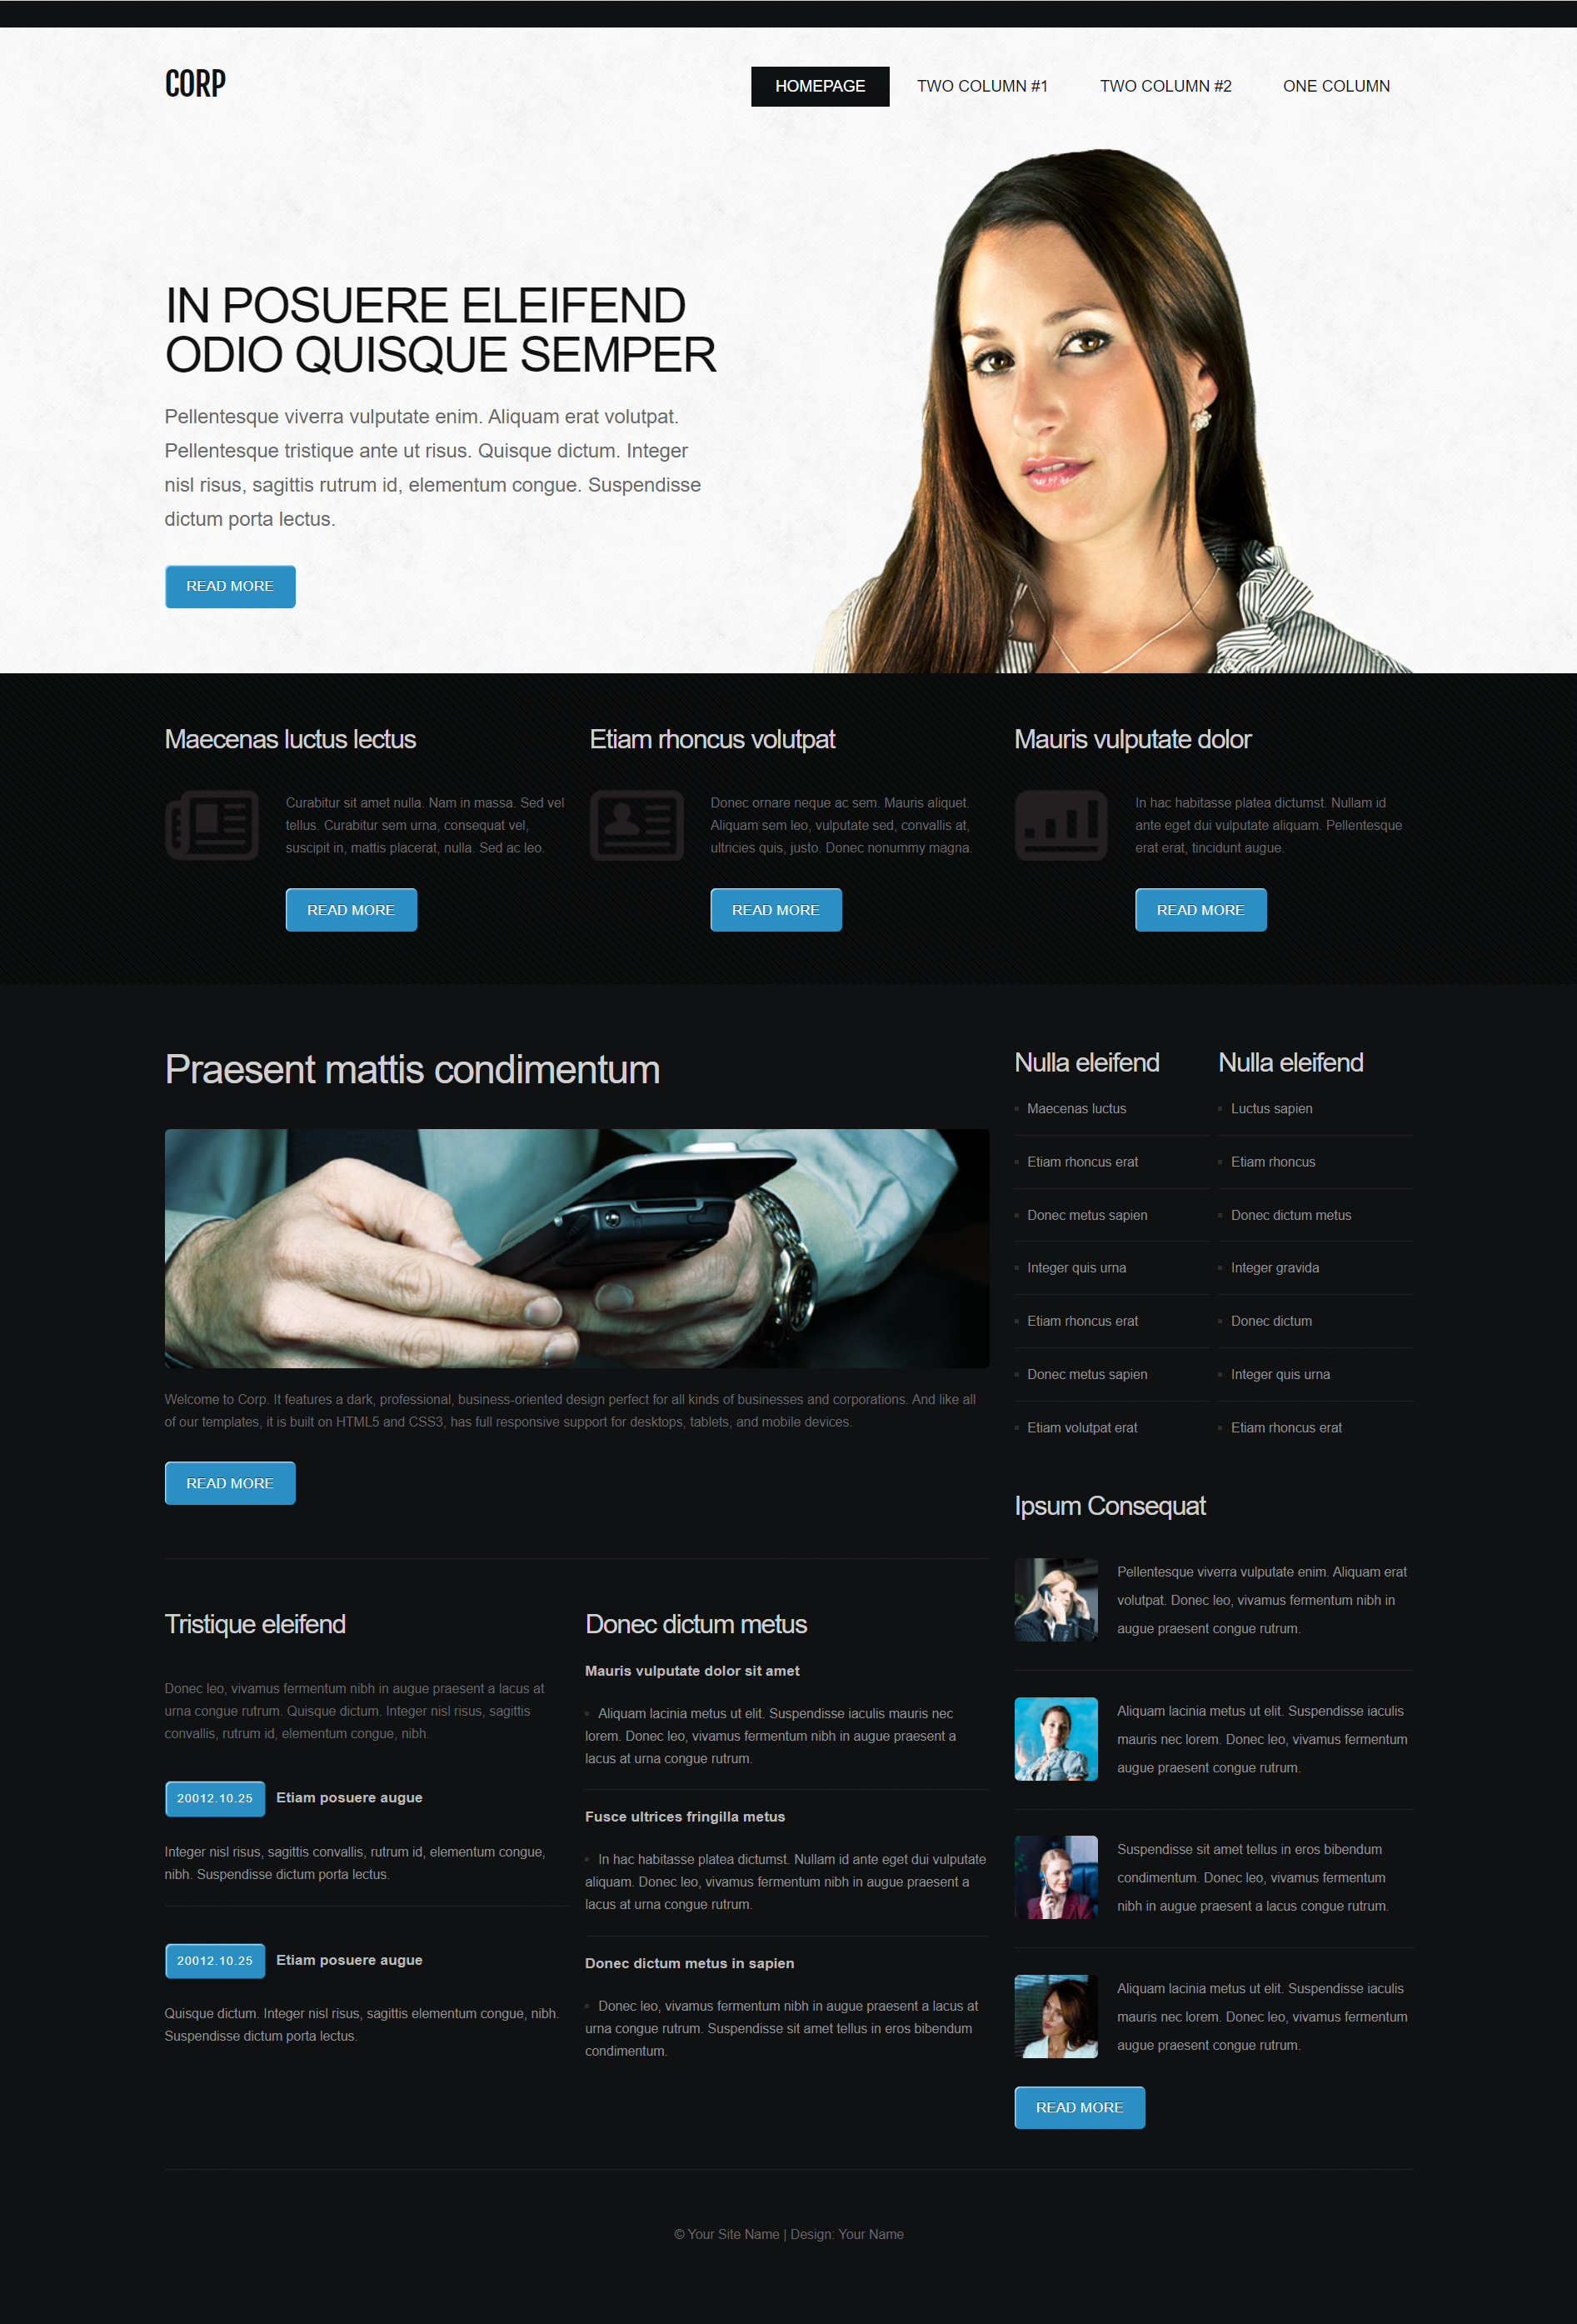 CORP
HOMEPAGE
TWO COLUMN #1
TWO COLUMN #2
ONE COLUMN
IN POSUERE ELEIFEND
ODIO QUISQUE SEMPER
Pellentesque viverra vulputate enim. Aliquam erat volutpat.
Pellentesque tristique ante ut risus. Quisque dictum. Integer
nisl risus, sagittis rutrum id, elementum congue. Suspendisse
dictum porta lectus.
READ MORE
Maecenas luctus lectus
Curabitur sit amet nulla. Nam in massa. Sed vel
tellus. Curabitur sem urna, consequat vel,
suscipit in, mattis placerat, nulla. Sed ac leo.
READ MORE
Etiam rhoncus volutpat
Donec ornare neque ac sem. Mauris aliquet.
Aliquam sem leo, vulputate sed, convallis at,
ultricies quis, justo. Donec nonummy magna.
READ MORE
Mauris vulputate dolor
In hac habitasse platea dictumst. Nullam id
ante eget dui vulputate aliquam. Pellentesque
erat erat, tincidunt augue.
READ MORE
Praesent mattis condimentum
Welcome to Corp. It features a dark, professional, business-oriented design perfect for all kinds of businesses and corporations. And like all
of our templates, it is built on HTML5 and CSS3, has full responsive support for desktops, tablets, and mobile devices.
READ MORE
Tristique eleifend
Donec leo, vivamus fermentum nibh in augue praesent a lacus at
urna congue rutrum. Quisque dictum. Integer nisl risus, sagittis
convallis, rutrum id, elementum congue, nibh.
20012.10.25 Etiam posuere augue
Integer nisl risus, sagittis convallis, rutrum id, elementum congue,
nibh. Suspendisse dictum porta lectus.
20012.10.25 Etiam posuere augue
Quisque dictum. Integer nisl risus, sagittis elementum congue, nibh.
Suspendisse dictum porta lectus.
Donec dictum metus
Mauris vulputate dolor sit amet
Aliquam lacinia metus ut elit. Suspendisse iaculis mauris nec
lorem. Donec leo, vivamus fermentum nibh in augue praesent a
lacus at urna congue rutrum.
Fusce ultrices fringilla metus
In hac habitasse platea dictumst. Nullam id ante eget dui vulputate
aliquam. Donec leo, vivamus fermentum nibh in augue praesent a
lacus at urna congue rutrum.
Donec dictum metus in sapien
Donec leo, vivamus fermentum nibh in augue praesent a lacus at
urna congue rutrum. Suspendisse sit amet tellus in eros bibendum
condimentum.
Nulla eleifend
Maecenas luctus
Etiam rhoncus erat
Donec metus sapien
Integer quis urna
Etiam rhoncus erat
Donec metus sapien
Etiam volutpat erat
Nulla eleifend
Luctus sapien
Etiam rhoncus
Donec dictum metus
Integer gravida
Donec dictum
Integer quis urna
Etiam rhoncus erat
Ipsum Consequat
Pellentesque viverra vulputate enim. Aliquam erat
volutpat. Donec leo, vivamus fermentum nibh in
augue praesent congue rutrum.
Aliquam lacinia metus ut elit. Suspendisse iaculis
mauris nec lorem. Donec leo, vivamus fermentum
augue praesent congue rutrum.
Suspendisse sit amet tellus in eros bibendum
condimentum. Donec leo, vivamus fermentum
nibh in augue praesent a lacus congue rutrum.
Aliquam lacinia metus ut elit. Suspendisse iaculis
mauris nec lorem. Donec leo, vivamus fermentum
augue praesent congue rutrum.
READ MORE
© Your Site Name | Design: Your Name